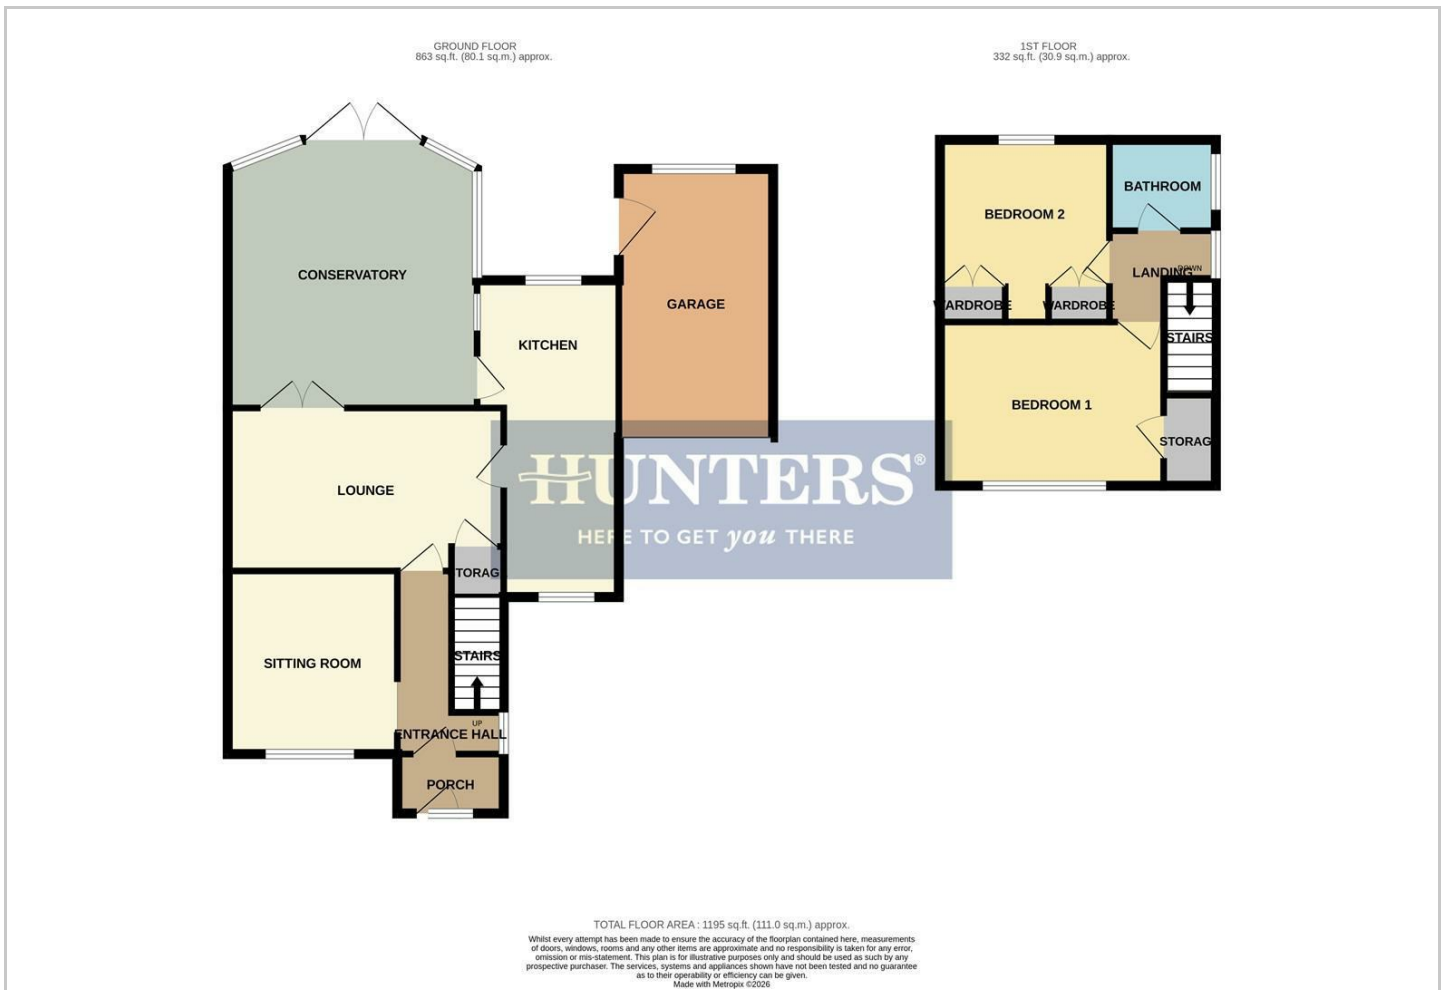 GROUND FLOOR
863 sq.ft. (80.1 sq.m.) approx.
1ST FLOOR
332 sq.ft. (30.9 sq.m.) approx.
CONSERVATORY
GARAGE
KITCHEN
LOUNGE
TORAG
SITTING ROOM
STAIRS
UP
ENTRANCE HALL
PORCH
BATHROOM
BEDROOM 2
LANDING
DOWN
WARDROBE
WARDROBE
STAIRS
BEDROOM 1
STORAG
HUNTERS®
HERE TO GET you THERE
TOTAL FLOOR AREA : 1195 sq.ft. (111.0 sq.m.) approx.
Whilst every attempt has been made to ensure the accuracy of the floorplan contained here, measurements
of doors, windows, rooms and any other items are approximate and no responsibility is taken for any error,
omission or mis-statement. This plan is for illustrative purposes only and should be used as such by any
prospective purchaser. The services, systems and appliances shown have not been tested and no guarantee
as to their operability or efficiency can be given.
Made with Metropix ©2026